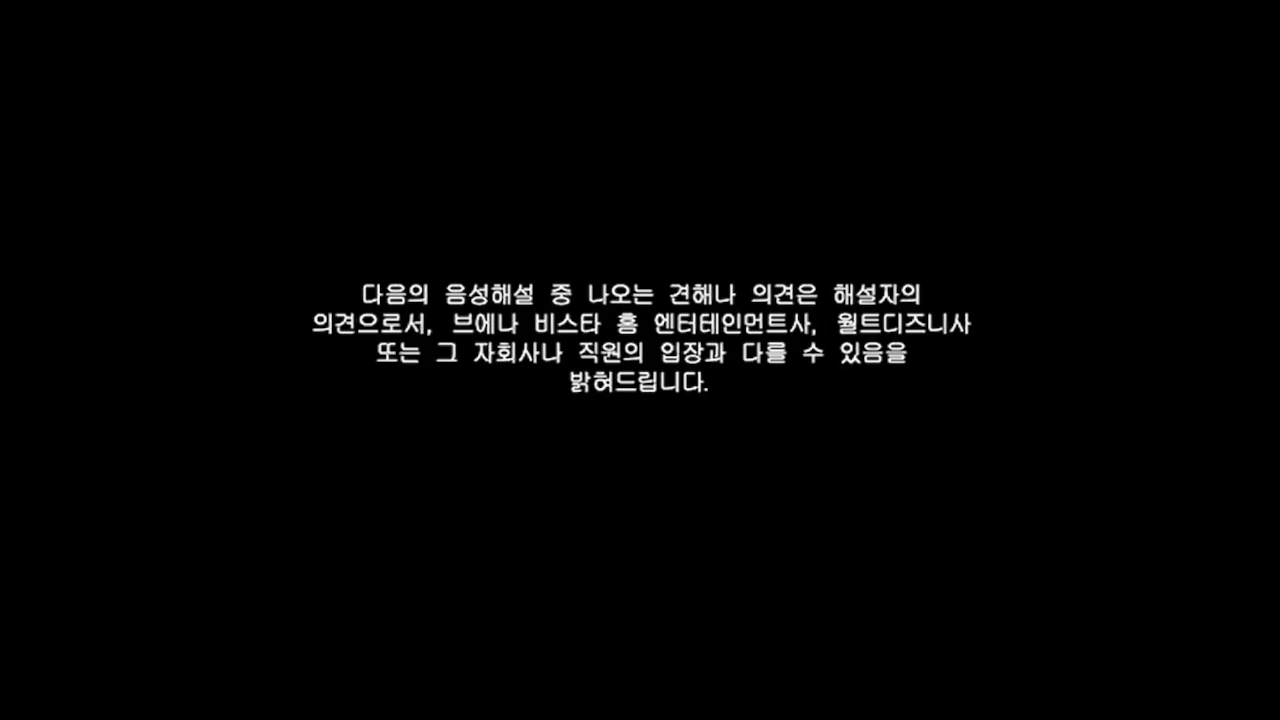 다음의 음성해설 중 나오는 견해나 의견은 해설자의
의견으로서, 브에나 비스타 홈 엔터테인먼트사, 월트디즈니사
또는 그 자회사나 직원의 입장과 다를 수 있음을
밝혀드립니다.